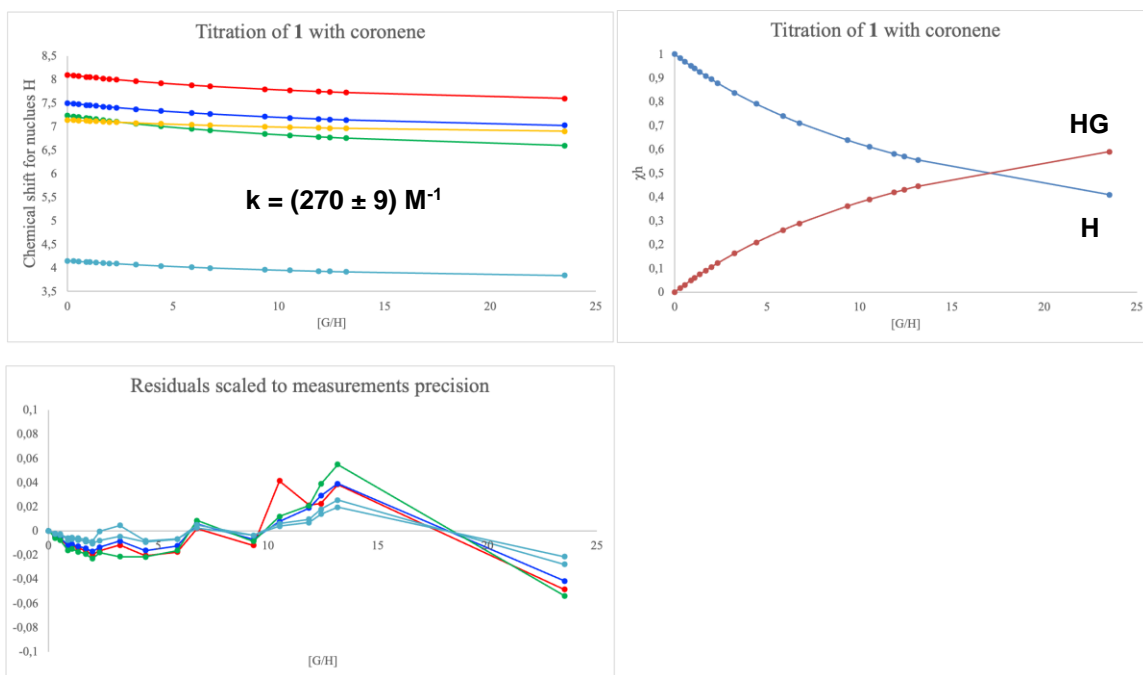 Titration of 1 with coronene
Chemical shift for nuclues H
8,5
8
7,5
7
6,5
6
5,5
5
4,5
4
3,5
k = (270 ± 9) M-1
0 5 10 15 20 25
[G/H]
Titration of 1 with coronene
χh
1
0,9
0,8
0,7
0,6
0,5
0,4
0,3
0,2
0,1
0
HG
H
0 5 10 15 20 25
[G/H]
Residuals scaled to measurements precision
0,1
0,08
0,06
0,04
0,02
0
-0,02
-0,04
-0,06
-0,08
-0,1
0 5 10 15 20 25
[G/H]